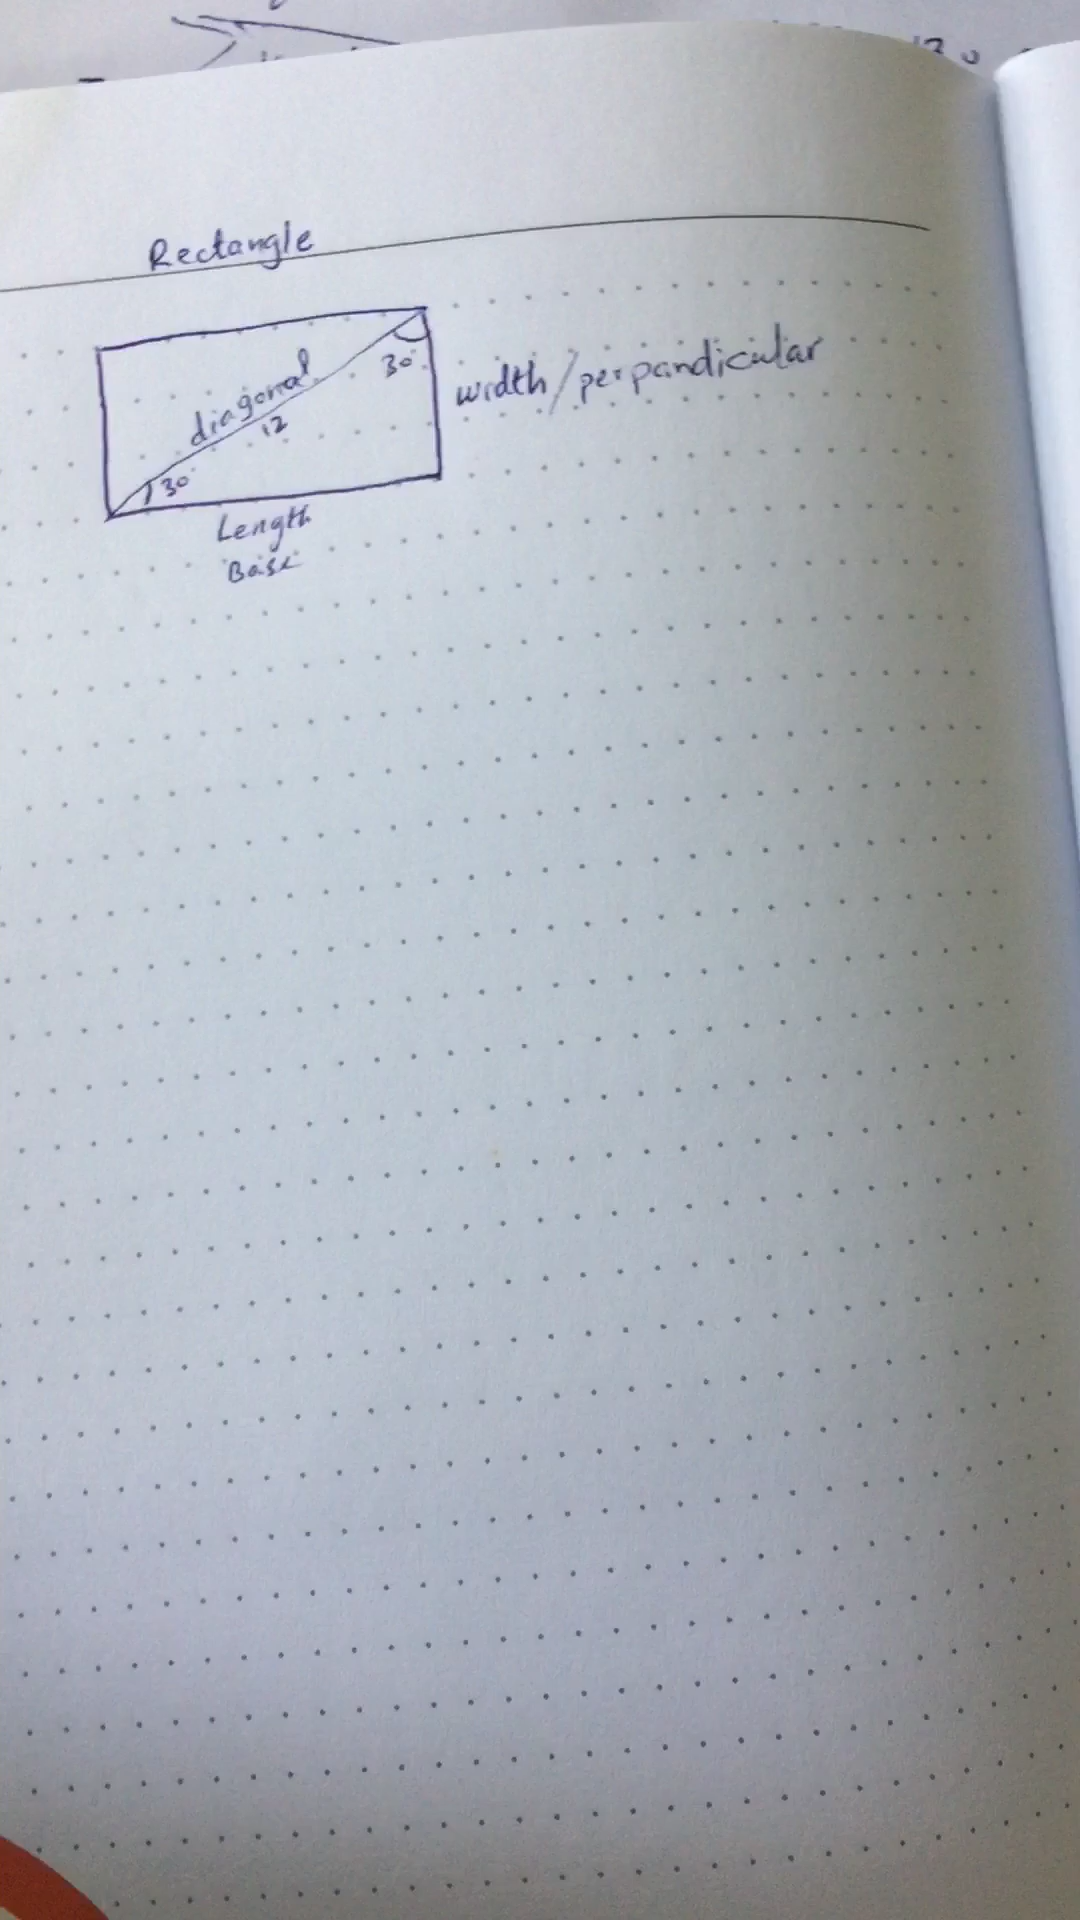 Rectangle
diagonal
12
30
30
width/perpandicular
Length
Base